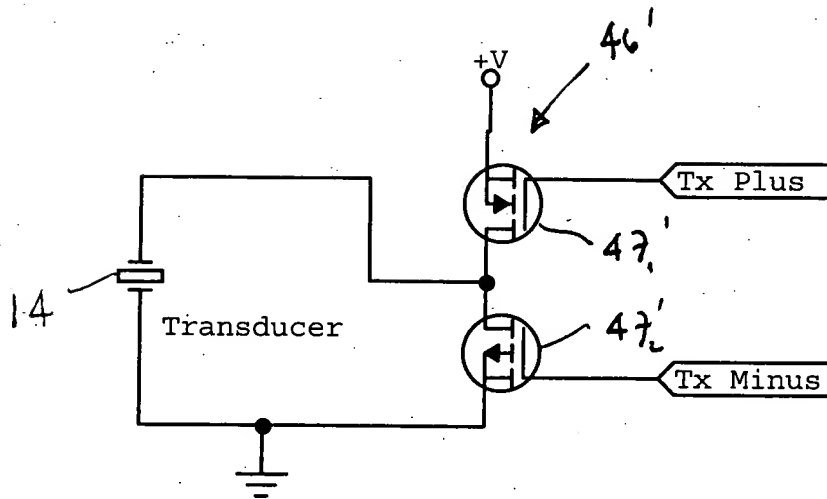 46'
+V
Tx Plus
47₁'
14
Transducer
47₂'
Tx Minus